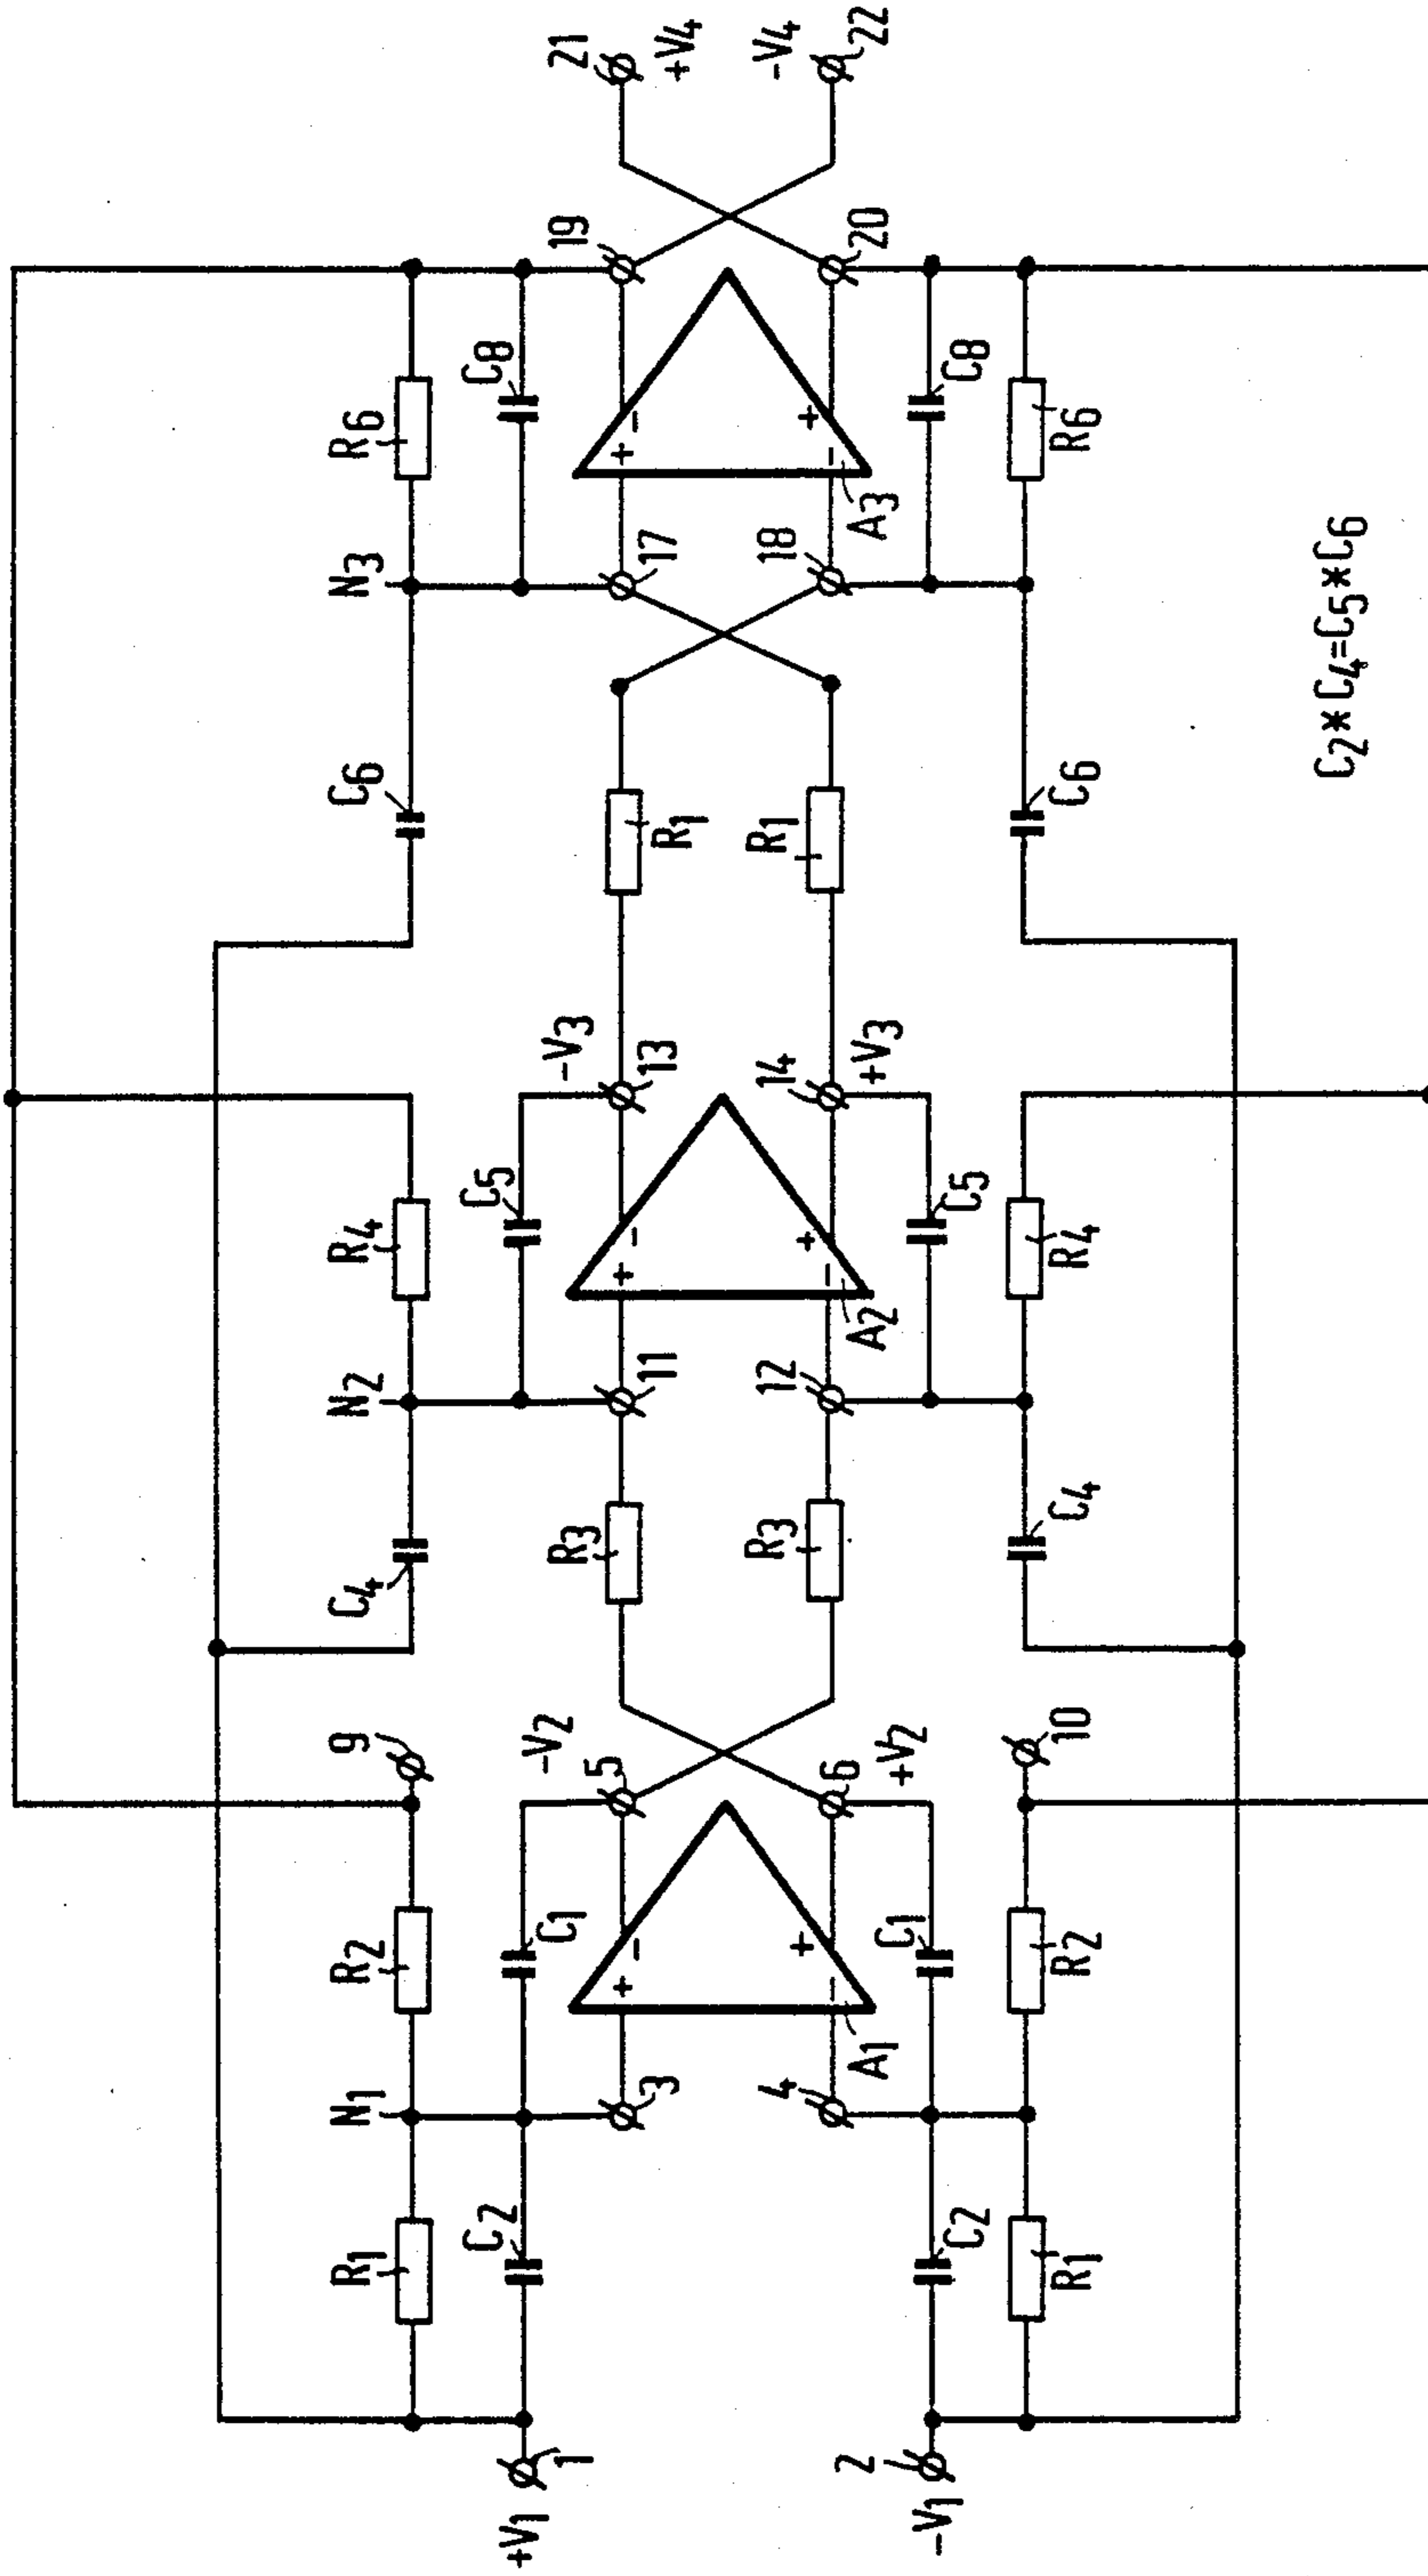 +V1
1
2
-V1
R1
C2
N1
R2
C1
9
3
4
+
-
-
+
A1
5
-V2
6
+V2
10
C2
R1
C1
R2
C4
R3
R3
C4
N2
R4
C5
11
12
+
-
-
+
A2
C5
R4
-V3
13
14
+V3
C6
R1
R1
C6
N3
R6
C8
17
18
+
-
-
+
A3
C8
R6
19
20
21
+V4
-V4
22
C2*C4=C5*C6